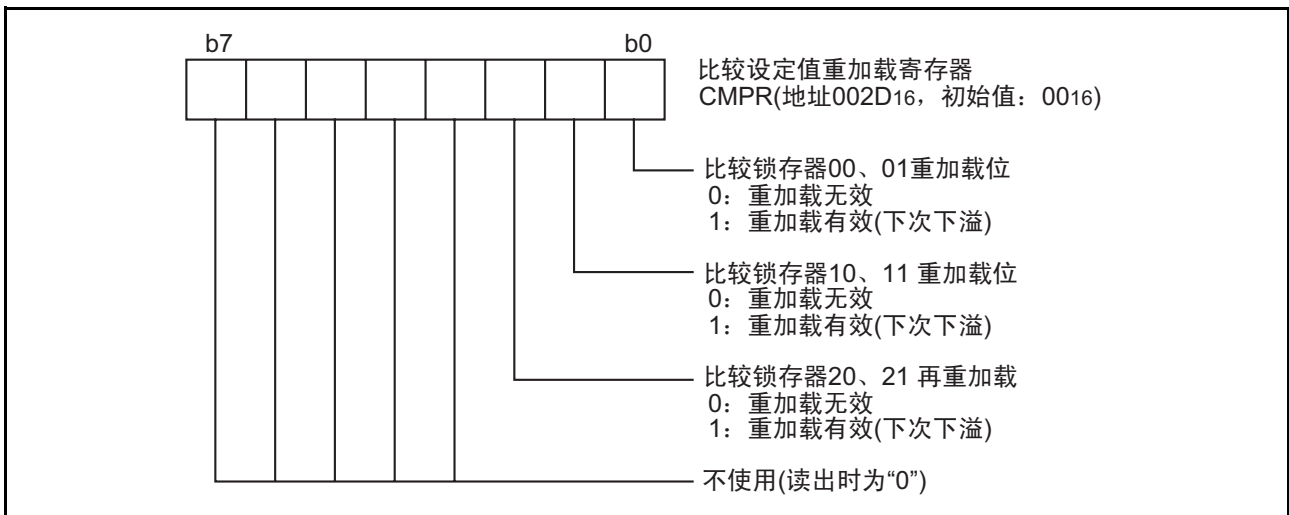 b7 b0
比较设定值重加载寄存器
CMPR(地址002D16，初始值：0016)
比较锁存器00、01重加载位
0：重加载无效
1：重加载有效(下次下溢)
比较锁存器10、11 重加载位
0：重加载无效
1：重加载有效(下次下溢)
比较锁存器20、21 再重加载
0：重加载无效
1：重加载有效(下次下溢)
不使用(读出时为“0”)